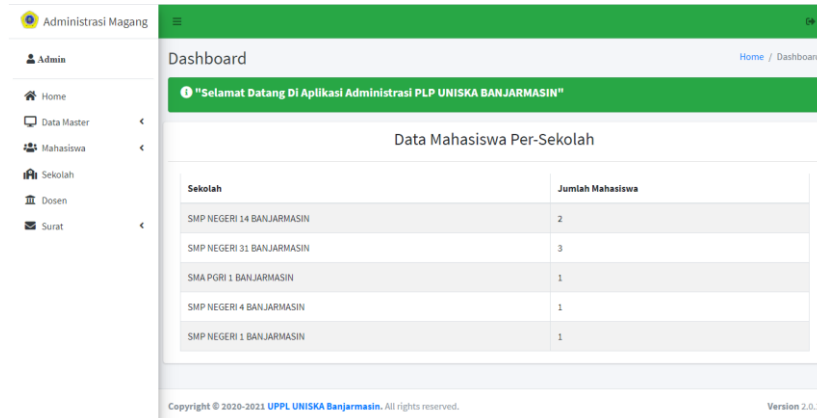 Administrasi Magang
Admin
Home
Data Master
Mahasiswa
Sekolah
Dosen
Surat
Dashboard
Home / Dashboard
"Selamat Datang Di Aplikasi Administrasi PLP UNISKA BANJARMASIN"
Data Mahasiswa Per-Sekolah
Sekolah Jumlah Mahasiswa
SMP NEGERI 14 BANJARMASIN 2
SMP NEGERI 31 BANJARMASIN 3
SMA PGRI 1 BANJARMASIN 1
SMP NEGERI 4 BANJARMASIN 1
SMP NEGERI 1 BANJARMASIN 1
Copyright © 2020-2021 UPPL UNISKA Banjarmasin. All rights reserved.
Version 2.0.